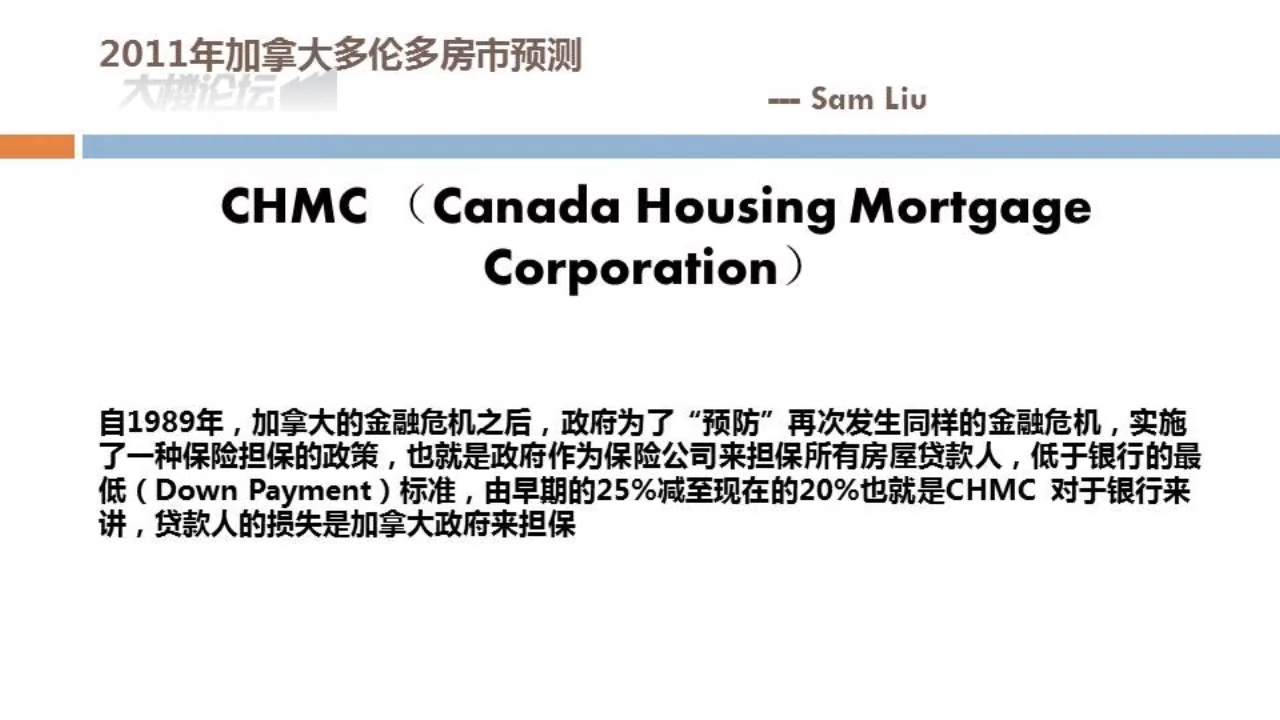 2011年加拿大多伦多房市预测
大楼论坛
--- Sam Liu
CHMC （Canada Housing Mortgage
Corporation）
自1989年，加拿大的金融危机之后，政府为了“预防”再次发生同样的金融危机，实施
了一种保险担保的政策，也就是政府作为保险公司来担保所有房屋贷款人，低于银行的最
低（Down Payment）标准，由早期的25%减至现在的20%也就是CHMC 对于银行来
讲，贷款人的损失是加拿大政府来担保